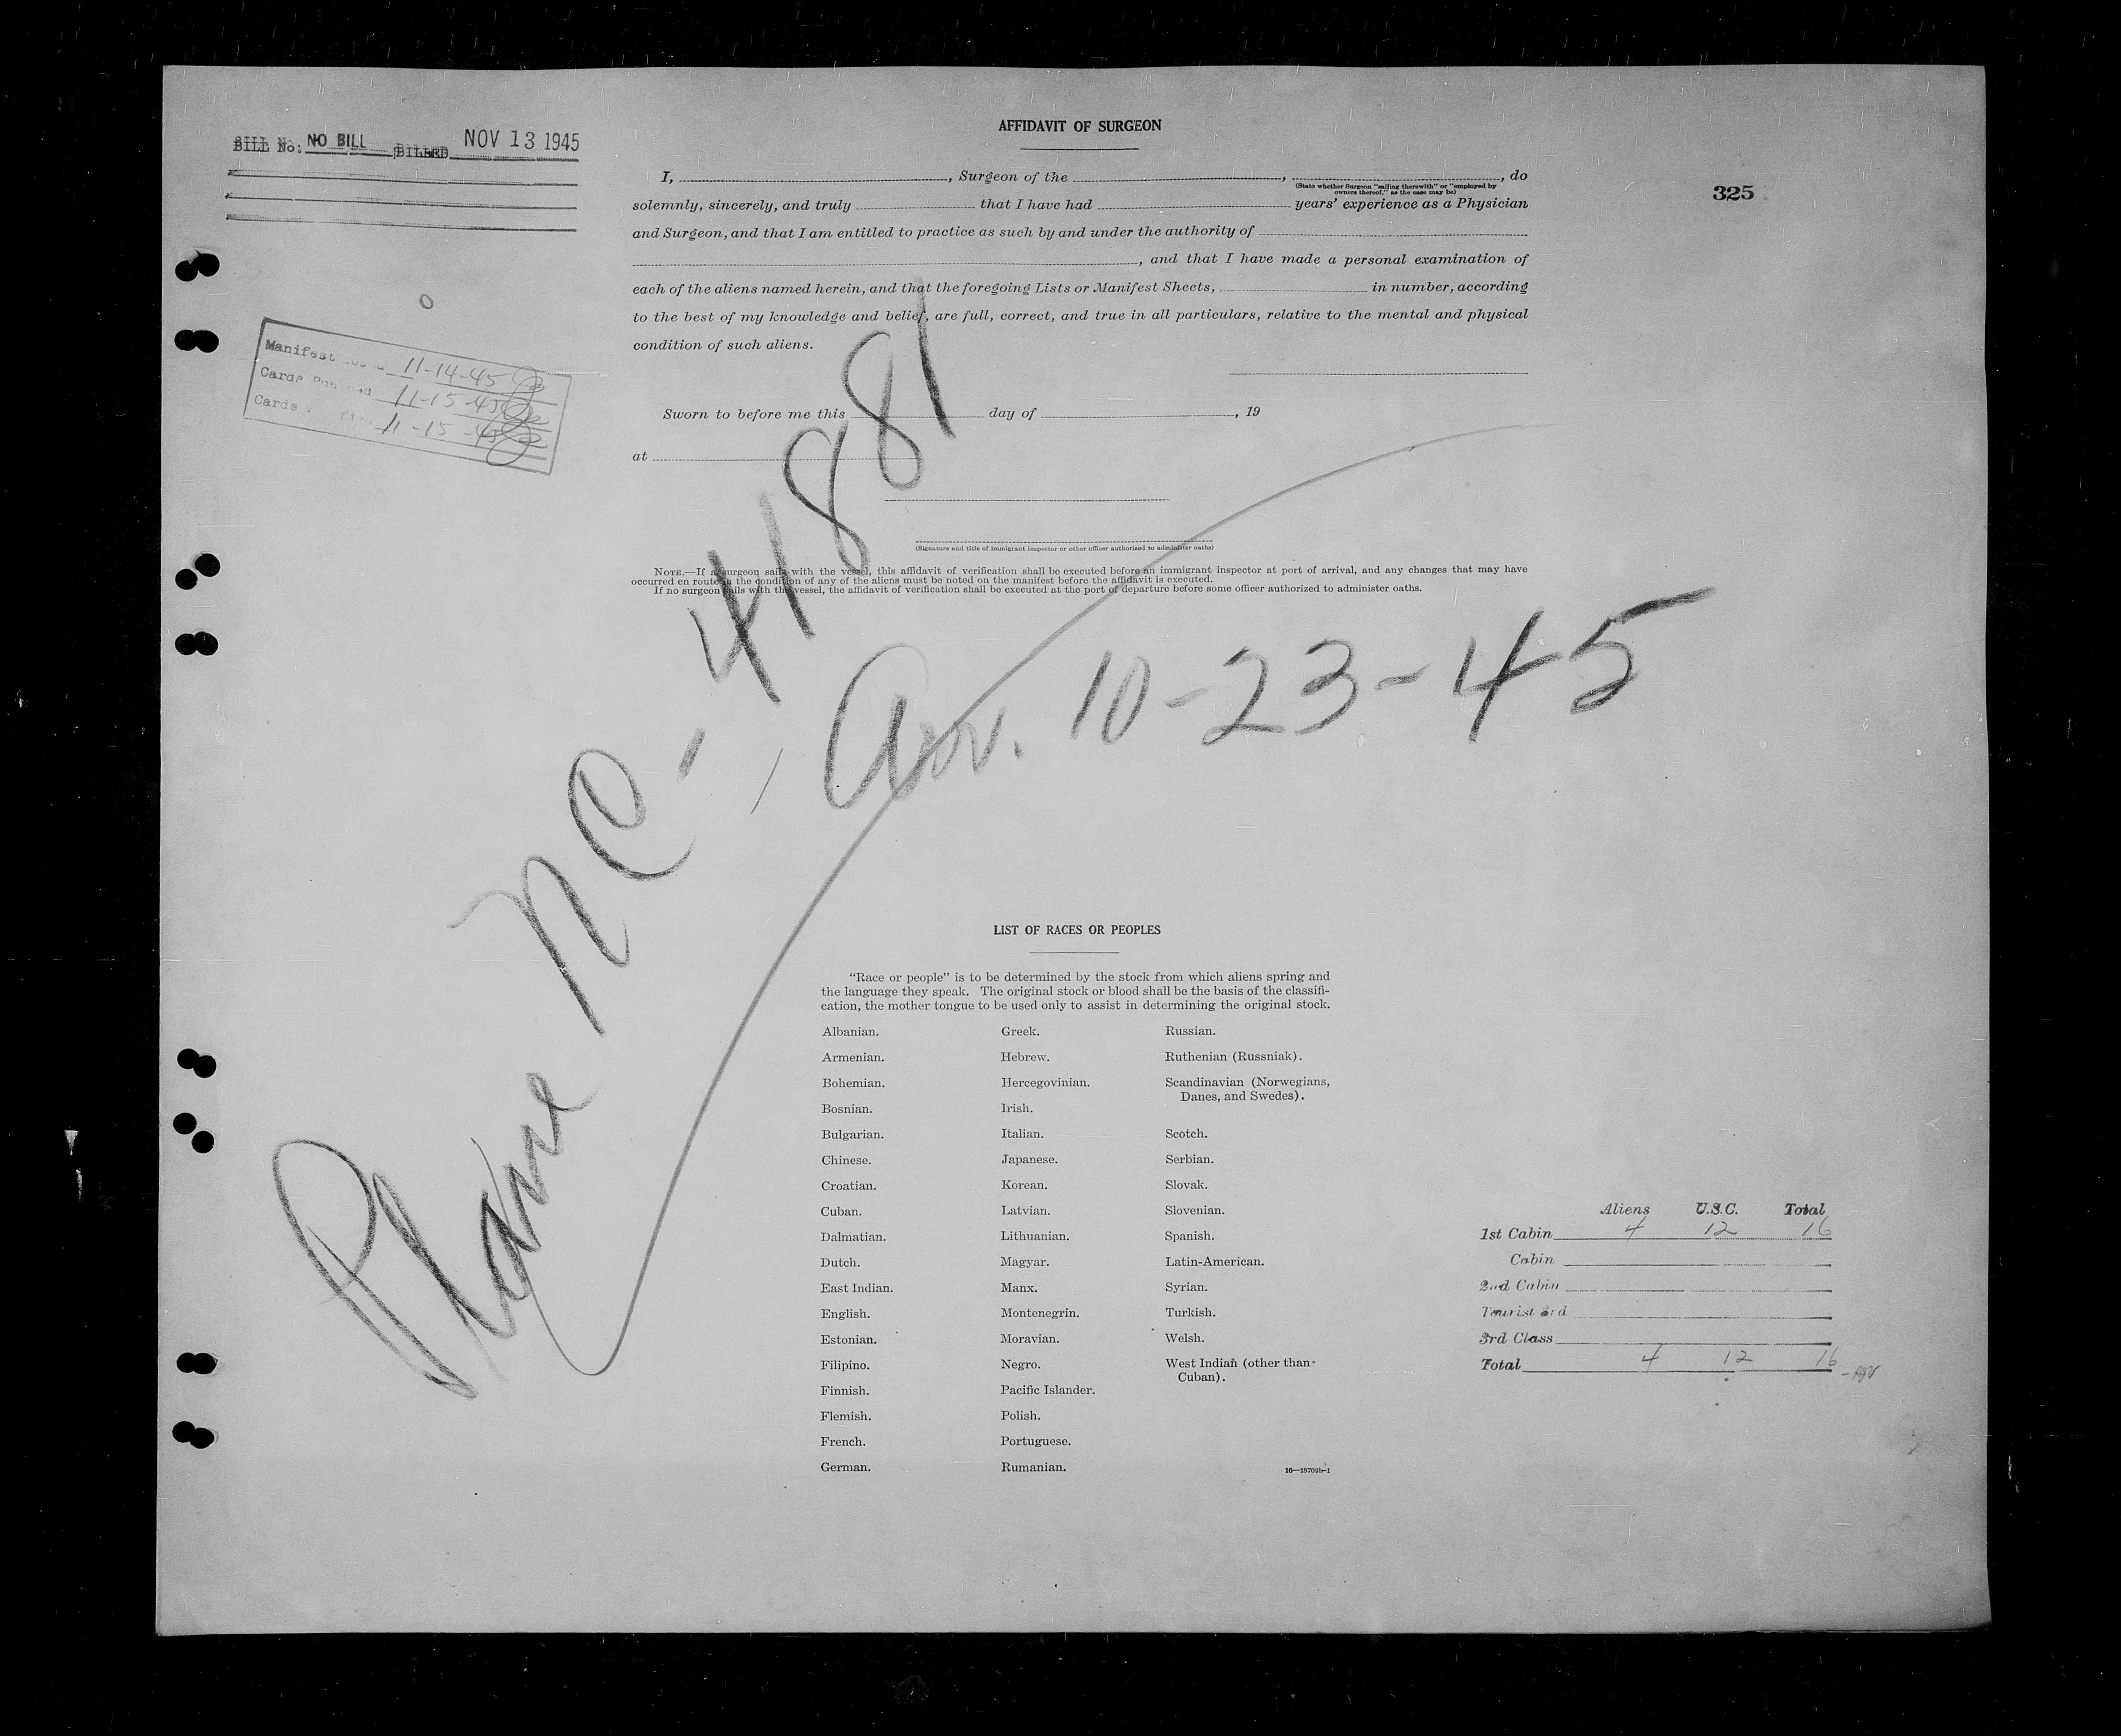 BILL No: NO BILL BILLED NOV 13 1945
325
AFFIDAVIT OF SURGEON
I, , Surgeon of the , , do
(State whether Surgeon "sailing therewith" or "employed by
owners thereof," as the case may be)
solemnly, sincerely, and truly that I have had years' experience as a Physician
and Surgeon, and that I am entitled to practice as such by and under the authority of
, and that I have made a personal examination of
each of the aliens named herein, and that the foregoing Lists or Manifest Sheets, in number, according
to the best of my knowledge and belief, are full, correct, and true in all particulars, relative to the mental and physical
condition of such aliens.
Manifest 11-14-45
Cards 11-15-45
Cards 11-15-45
Sworn to before me this day of , 19
at
(Signature and title of immigrant inspector or other officer authorized to administer oaths)
NOTE.—If a surgeon sails with the vessel, this affidavit of verification shall be executed before an immigrant inspector at port of arrival, and any changes that may have
occurred en route in the condition of any of the aliens must be noted on the manifest before the affidavit is executed.
If no surgeon sails with the vessel, the affidavit of verification shall be executed at the port of departure before some officer authorized to administer oaths.
Plane NC-41881
Arr. 10-23-45
LIST OF RACES OR PEOPLES
"Race or people" is to be determined by the stock from which aliens spring and
the language they speak. The original stock or blood shall be the basis of the classifi-
cation, the mother tongue to be used only to assist in determining the original stock.
Albanian.
Armenian.
Bohemian.
Bosnian.
Bulgarian.
Chinese.
Croatian.
Cuban.
Dalmatian.
Dutch.
East Indian.
English.
Estonian.
Filipino.
Finnish.
Flemish.
French.
German.
Greek.
Hebrew.
Hercegovinian.
Irish.
Italian.
Japanese.
Korean.
Latvian.
Lithuanian.
Magyar.
Manx.
Montenegrin.
Moravian.
Negro.
Pacific Islander.
Polish.
Portuguese.
Rumanian.
Russian.
Ruthenian (Russniak).
Scandinavian (Norwegians,
Danes, and Swedes).
Scotch.
Serbian.
Slovak.
Slovenian.
Spanish.
Latin-American.
Syrian.
Turkish.
Welsh.
West Indian (other than
Cuban).
16—18709b-1
Aliens U.S.C. Total
1st Cabin 4 12 16
Cabin
2nd Cabin
Tourist 3rd
3rd Class
Total 4 12 16